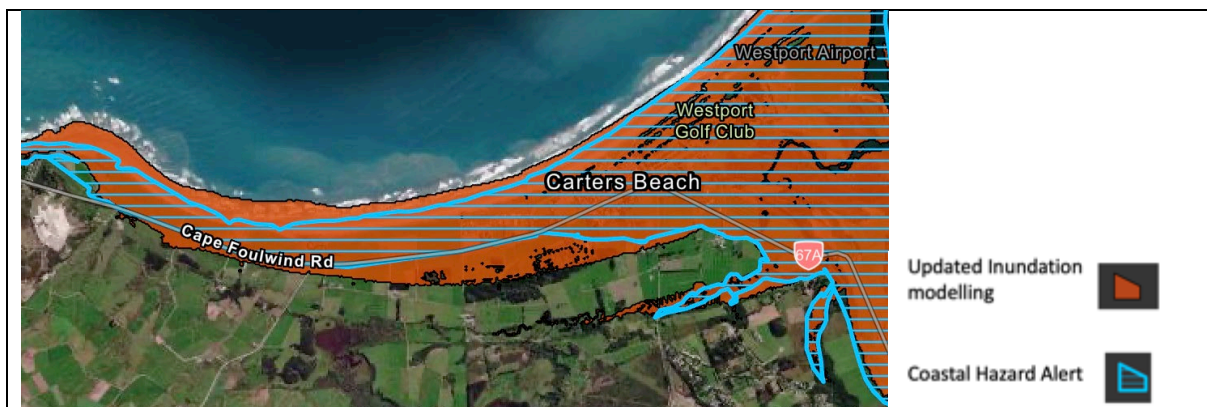 Westport Airport
Westport
Golf Club
Carters Beach
Cape Foulwind Rd
67A
Updated Inundation
modelling
Coastal Hazard Alert